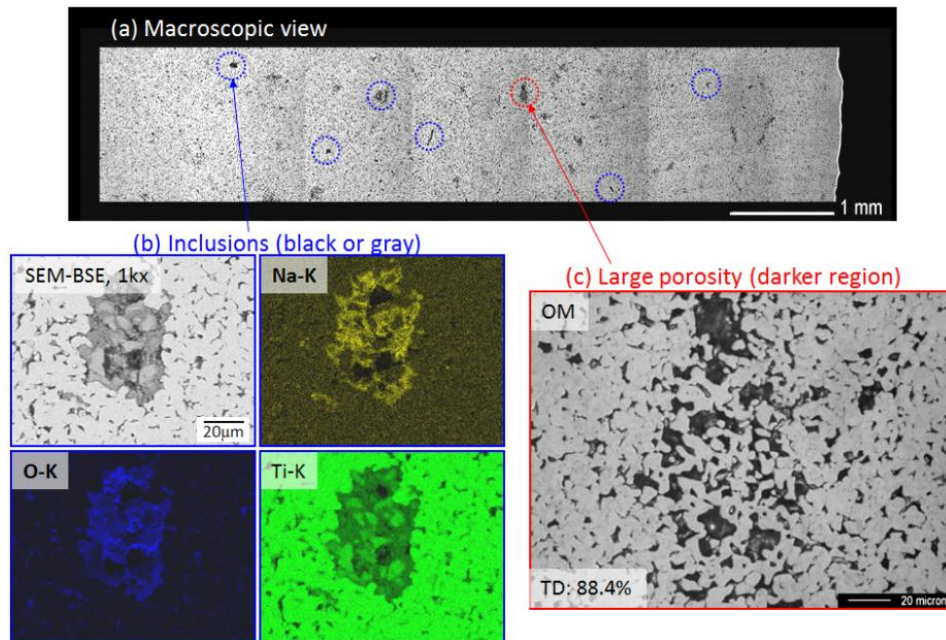 (a) Macroscopic view
1 mm
(b) Inclusions (black or gray)
SEM-BSE, 1kx
Na-K
20μm
O-K
Ti-K
(c) Large porosity (darker region)
OM
TD: 88.4%
20 micron